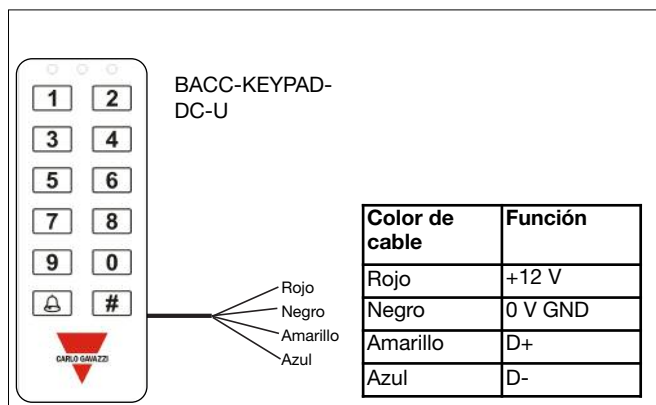 BACC-KEYPAD-
DC-U
1 2
3 4
5 6
7 8
9 0
#
CARLO GAVAZZI
Rojo
Negro
Amarillo
Azul
Color de cable Función
Rojo +12 V
Negro 0 V GND
Amarillo D+
Azul D-